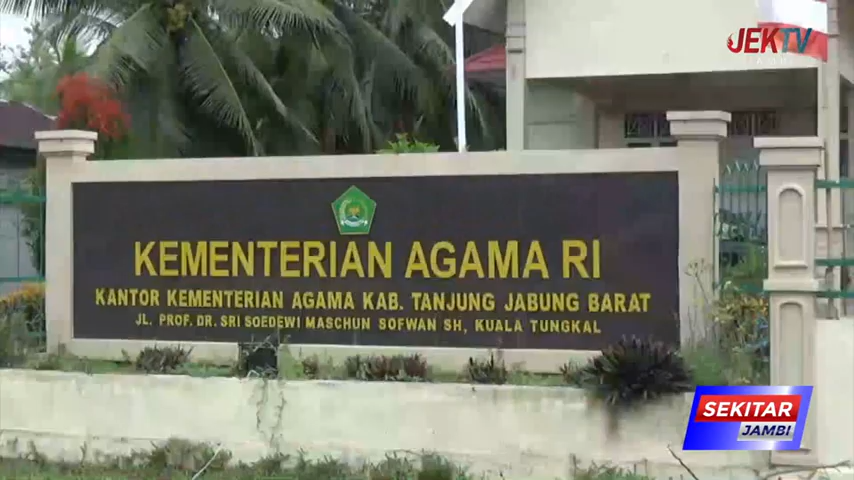 JEKTV
KEMENTERIAN AGAMA RI
KANTOR KEMENTERIAN AGAMA KAB. TANJUNG JABUNG BARAT
JL. PROF. DR. SRI SOEDEWI MASCHUN SOFWAN SH, KUALA TUNGKAL
SEKITAR
JAMBI